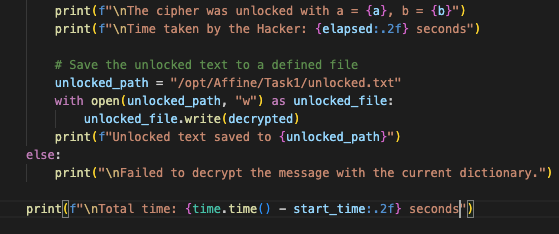 print(f"\nThe cipher was unlocked with a = {a}, b = {b}")
    print(f"\nTime taken by the Hacker: {elapsed:.2f} seconds")

    # Save the unlocked text to a defined file
    unlocked_path = "/opt/Affine/Task1/unlocked.txt"
    with open(unlocked_path, "w") as unlocked_file:
        unlocked_file.write(decrypted)
    print(f"Unlocked text saved to {unlocked_path}")
else:
    print("\nFailed to decrypt the message with the current dictionary.")

print(f"\nTotal time: {time.time() - start_time:.2f} seconds")